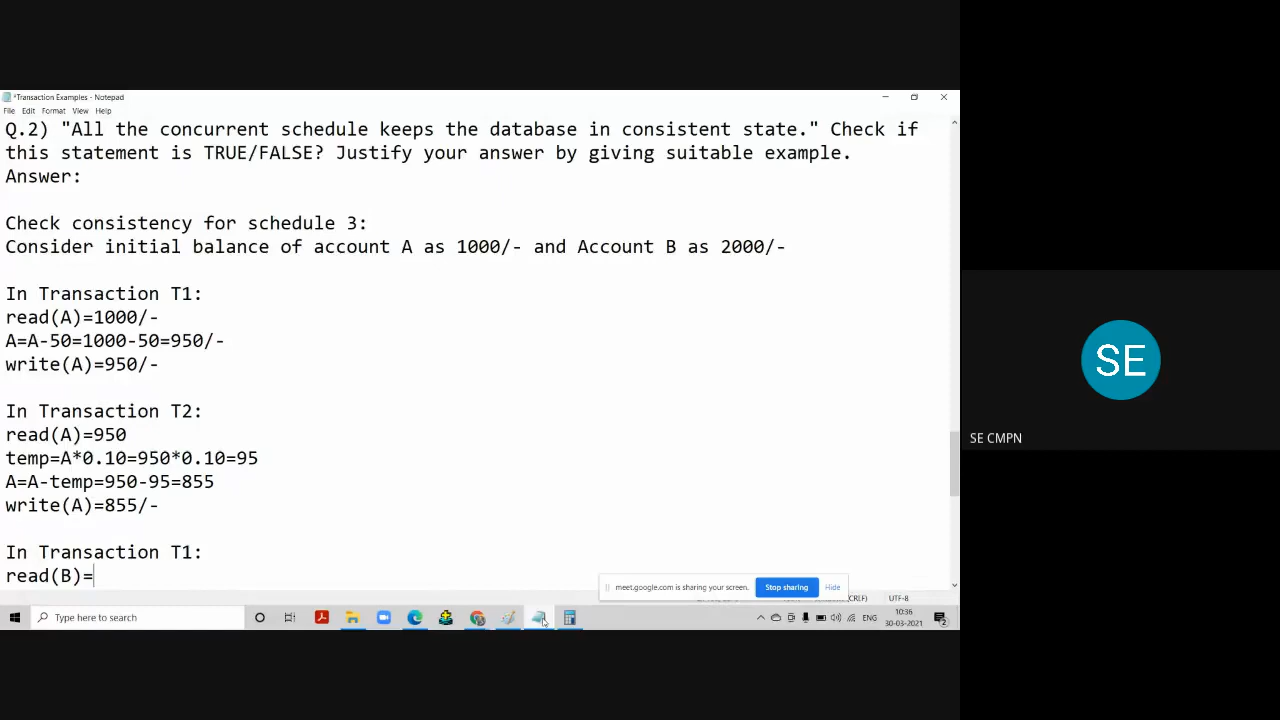 *Transaction Examples - Notepad
File Edit Format View Help
Q.2) "All the concurrent schedule keeps the database in consistent state." Check if
this statement is TRUE/FALSE? Justify your answer by giving suitable example.
Answer:
Check consistency for schedule 3:
Consider initial balance of account A as 1000/- and Account B as 2000/-
In Transaction T1:
read(A)=1000/-
A=A-50=1000-50=950/-
write(A)=950/-
In Transaction T2:
read(A)=950
temp=A*0.10=950*0.10=95
A=A-temp=950-95=855
write(A)=855/-
In Transaction T1:
read(B)=
meet.google.com is sharing your screen. Stop sharing Hide
(CRLF) UTF-8
Type here to search
ENG
10:36
30-03-2021
2
SE
SE CMPN